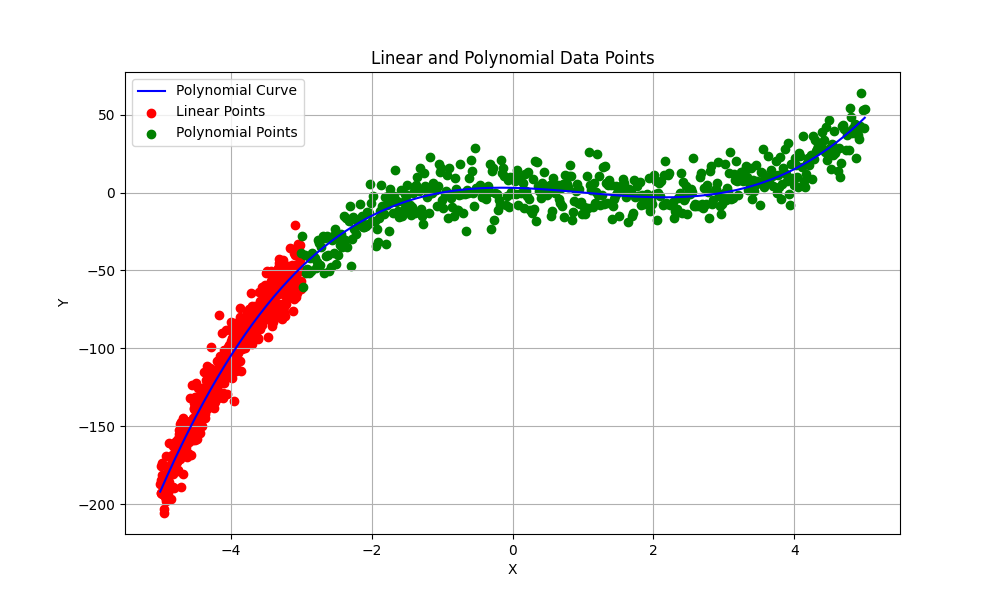 Linear and Polynomial Data Points
Polynomial Curve
Linear Points
Polynomial Points
50
0
−50
−100
−150
−200
Y
−4
−2
0
2
4
X